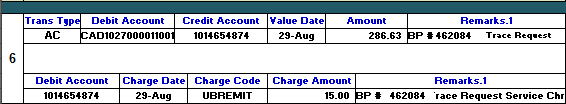 Trans Type Debit Account Credit Account Value Date Amount Remarks.1
AC CAD1027000011001 1014654874 29-Aug 286.63 BP # 462084 Trace Request
6
Debit Account Charge Date Charge Code Charge Amount Remarks.1
1014654874 29-Aug UBREMIT 15.00 BP # 462084 race Request Service Chr